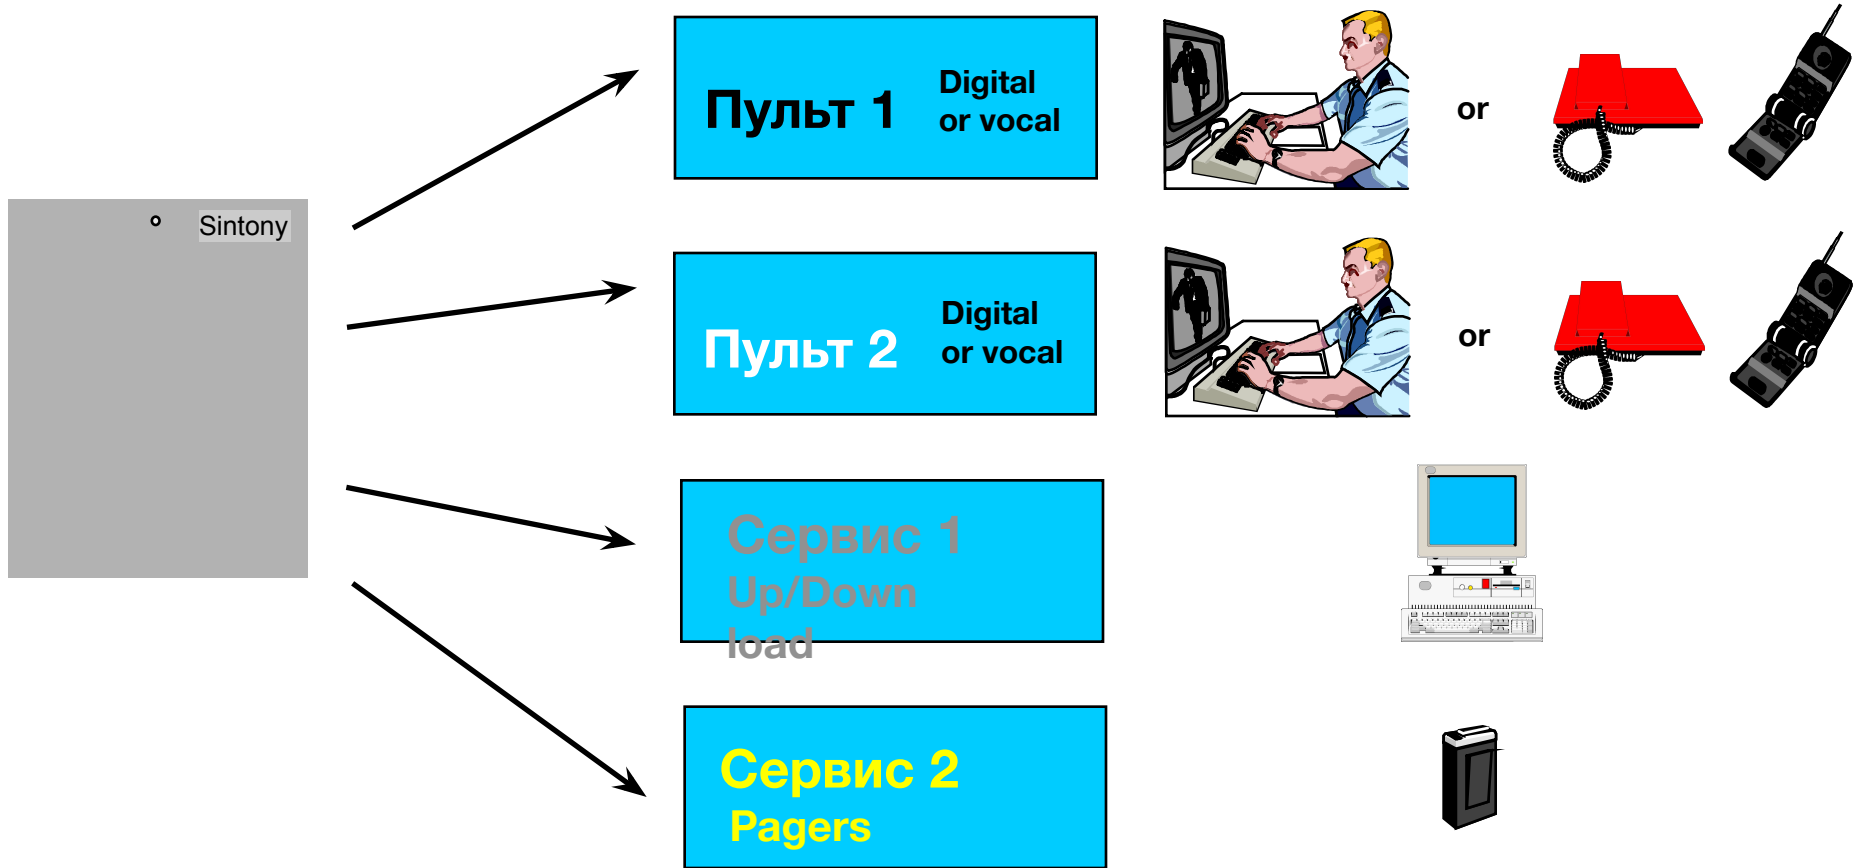 Sintony
Пульт 1
Digital
or vocal
or
Пульт 2
Digital
or vocal
or
Сервис 1
Up/Down
load
Сервис 2
Pagers